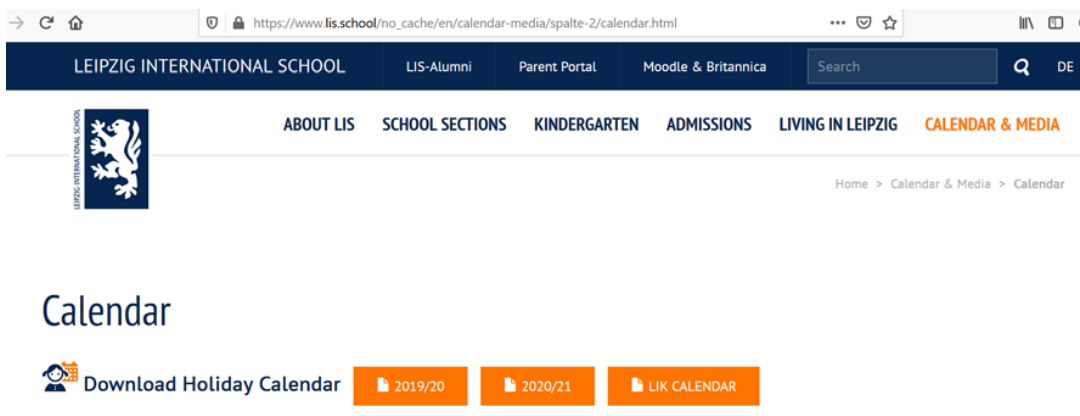 https://www.lis.school/no_cache/en/calendar-media/spalte-2/calendar.html
LEIPZIG INTERNATIONAL SCHOOL LIS-Alumni Parent Portal Moodle & Britannica Search DE
LEIPZIG INTERNATIONAL SCHOOL
ABOUT LIS SCHOOL SECTIONS KINDERGARTEN ADMISSIONS LIVING IN LEIPZIG CALENDAR & MEDIA
Home > Calendar & Media > Calendar
Calendar
Download Holiday Calendar 2019/20 2020/21 LIK CALENDAR